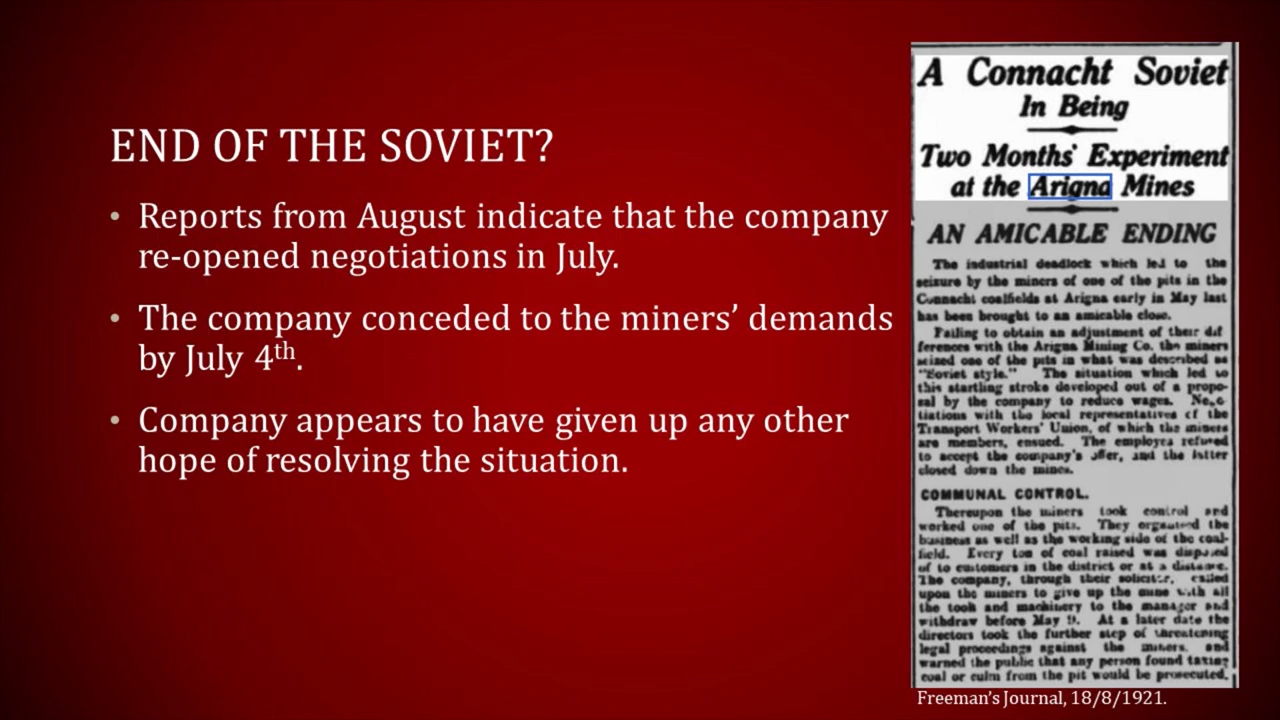 END OF THE SOVIET?
• Reports from August indicate that the company
re-opened negotiations in July.
• The company conceded to the miners’ demands
by July 4th.
• Company appears to have given up any other
hope of resolving the situation.
A Connacht Soviet
In Being
Two Months' Experiment
at the Arigna Mines
AN AMICABLE ENDING
The industrial deadlock which led to the
seizure by the miners of one of the pits in the
Connacht coalfields at Arigna early in May last
has been brought to an amicable close.
Failing to obtain an adjustment of their dif
ferences with the Arigna Mining Co. the miners
seized one of the pits in what was described as
"Soviet style." The situation which led to
this startling stroke developed out of a propo-
sal by the company to reduce wages. Nego-
tiations with the local representatives of the
Transport Workers' Union, of which the miners
are members, ensued. The employes refused
to accept the company's offer, and the latter
closed down the mines.
COMMUNAL CONTROL.
Thereupon the miners took control and
worked one of the pits. They organised the
business as well as the working side of the coal-
field. Every ton of coal raised was disposed
of to customers in the district or at a distance.
The company, through their solicitor, called
upon the miners to give up the mine with all
the tools and machinery to the manager and
withdraw before May 9. At a later date the
directors took the further step of threatening
legal proceedings against the miners, and
warned the public that any person found taking
coal or culm from the pit would be prosecuted.
Freeman’s Journal, 18/8/1921.